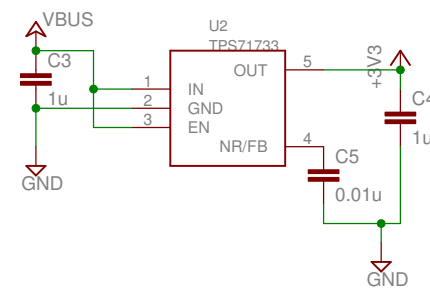 VBUS
U2
TPS71733
C3
1u
1
IN
2
GND
3
EN
OUT
5
NR/FB
4
+3V3
C4
1u
C5
0.01u
GND
GND